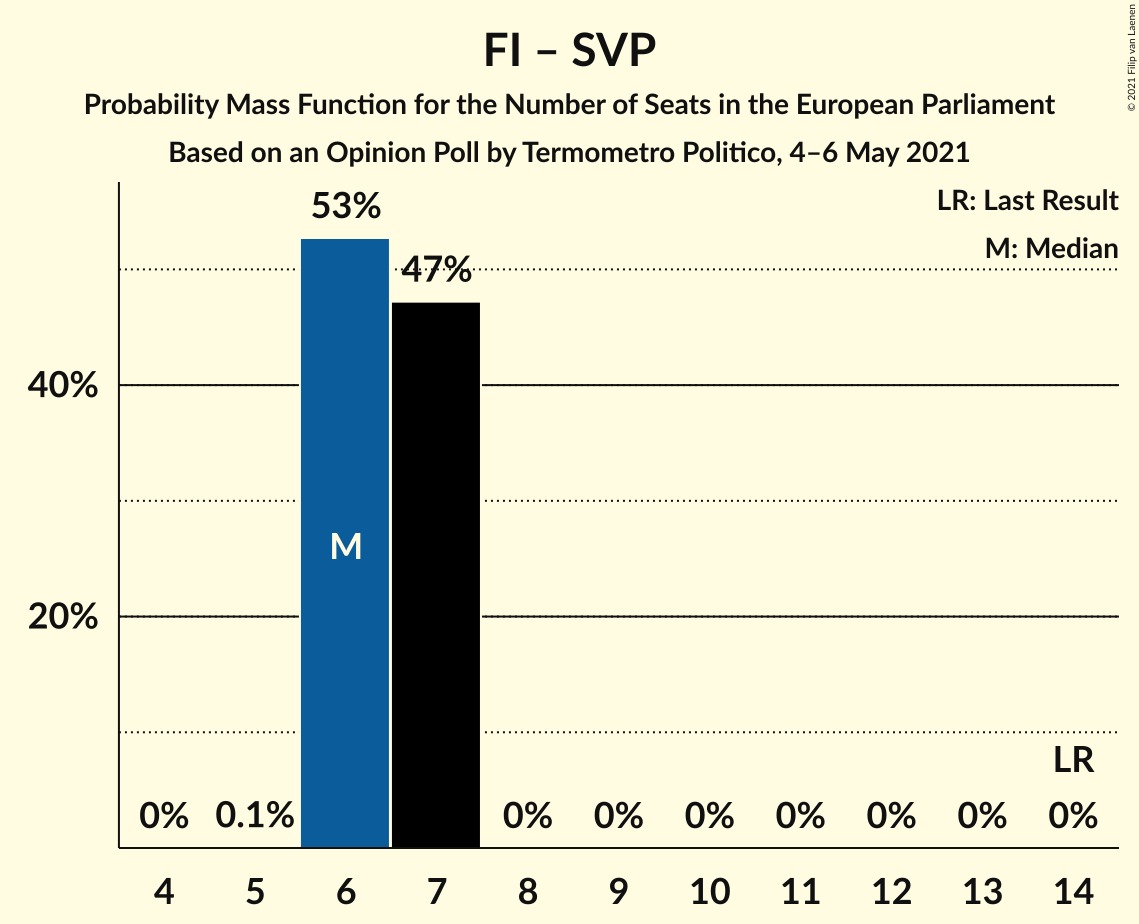 FI – SVP
Probability Mass Function for the Number of Seats in the European Parliament
Based on an Opinion Poll by Termometro Politico, 4–6 May 2021
© 2021 Filip van Laenen
LR: Last Result
M: Median
53%
47%
40%
20%
M
LR
0% 0.1% 0% 0% 0% 0% 0% 0% 0%
4 5 6 7 8 9 10 11 12 13 14